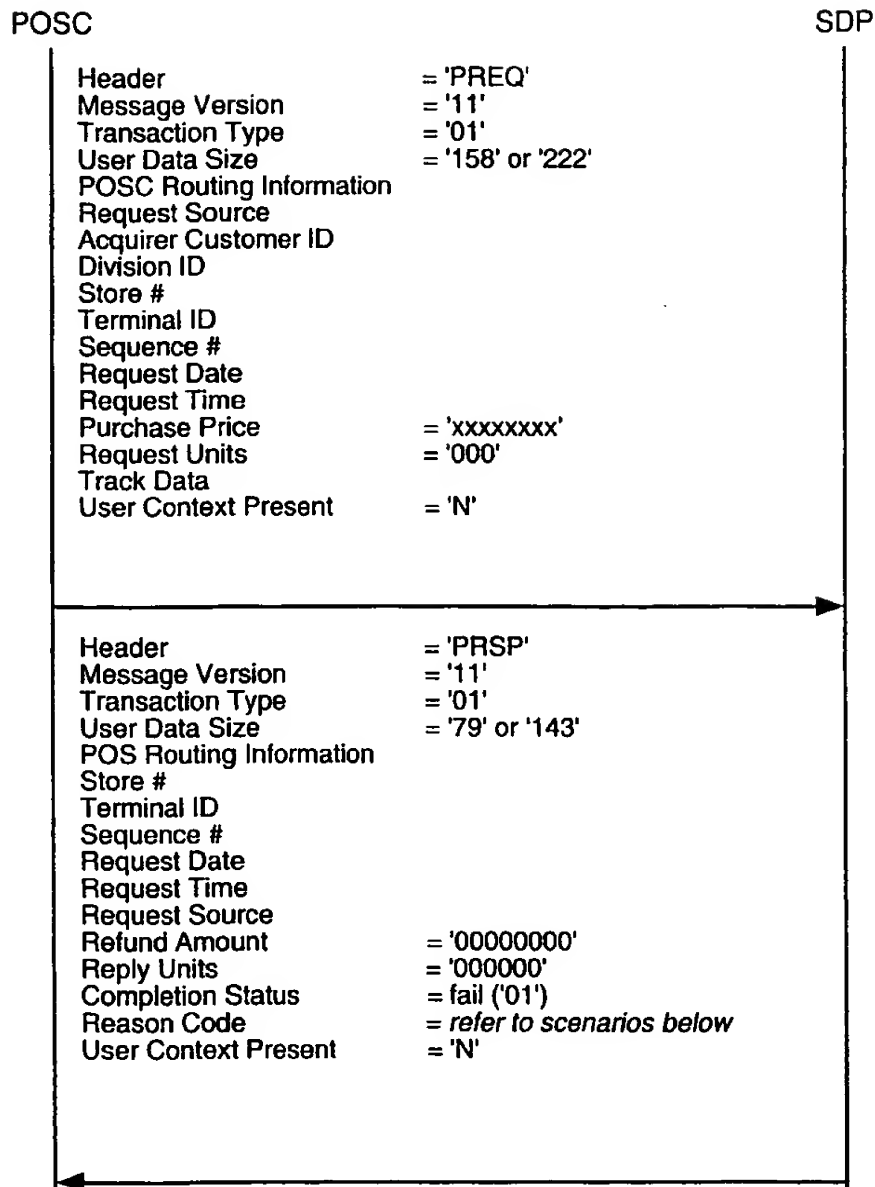 POSC SDP
Header = 'PREQ'
Message Version = '11'
Transaction Type = '01'
User Data Size = '158' or '222'
POSC Routing Information
Request Source
Acquirer Customer ID
Division ID
Store #
Terminal ID
Sequence #
Request Date
Request Time
Purchase Price = 'xxxxxxxx'
Request Units = '000'
Track Data
User Context Present = 'N'
Header = 'PRSP'
Message Version = '11'
Transaction Type = '01'
User Data Size = '79' or '143'
POS Routing Information
Store #
Terminal ID
Sequence #
Request Date
Request Time
Request Source
Refund Amount = '00000000'
Reply Units = '000000'
Completion Status = fail ('01')
Reason Code = refer to scenarios below
User Context Present = 'N'